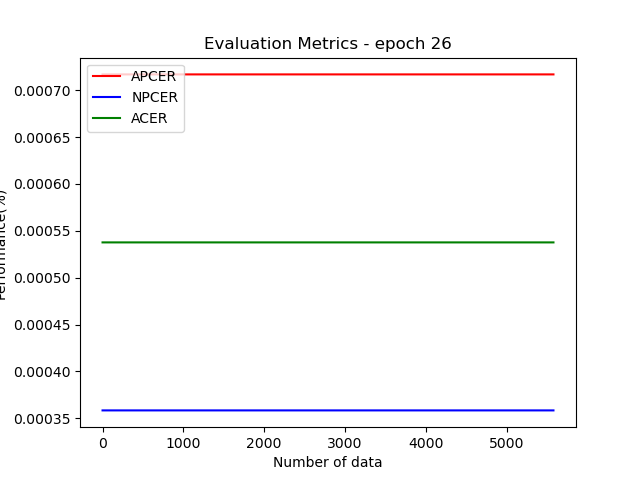 Evaluation Metrics - epoch 26
APCER
NPCER
ACER
0.00070
0.00065
0.00060
0.00055
0.00050
0.00045
0.00040
0.00035
Performance(%)
0 1000 2000 3000 4000 5000
Number of data